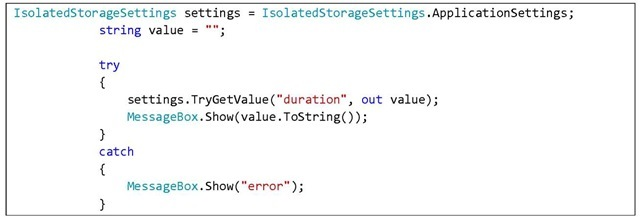 IsolatedStorageSettings settings = IsolatedStorageSettings.ApplicationSettings;
string value = "";
try
{
settings.TryGetValue("duration", out value);
MessageBox.Show(value.ToString());
}
catch
{
MessageBox.Show("error");
}